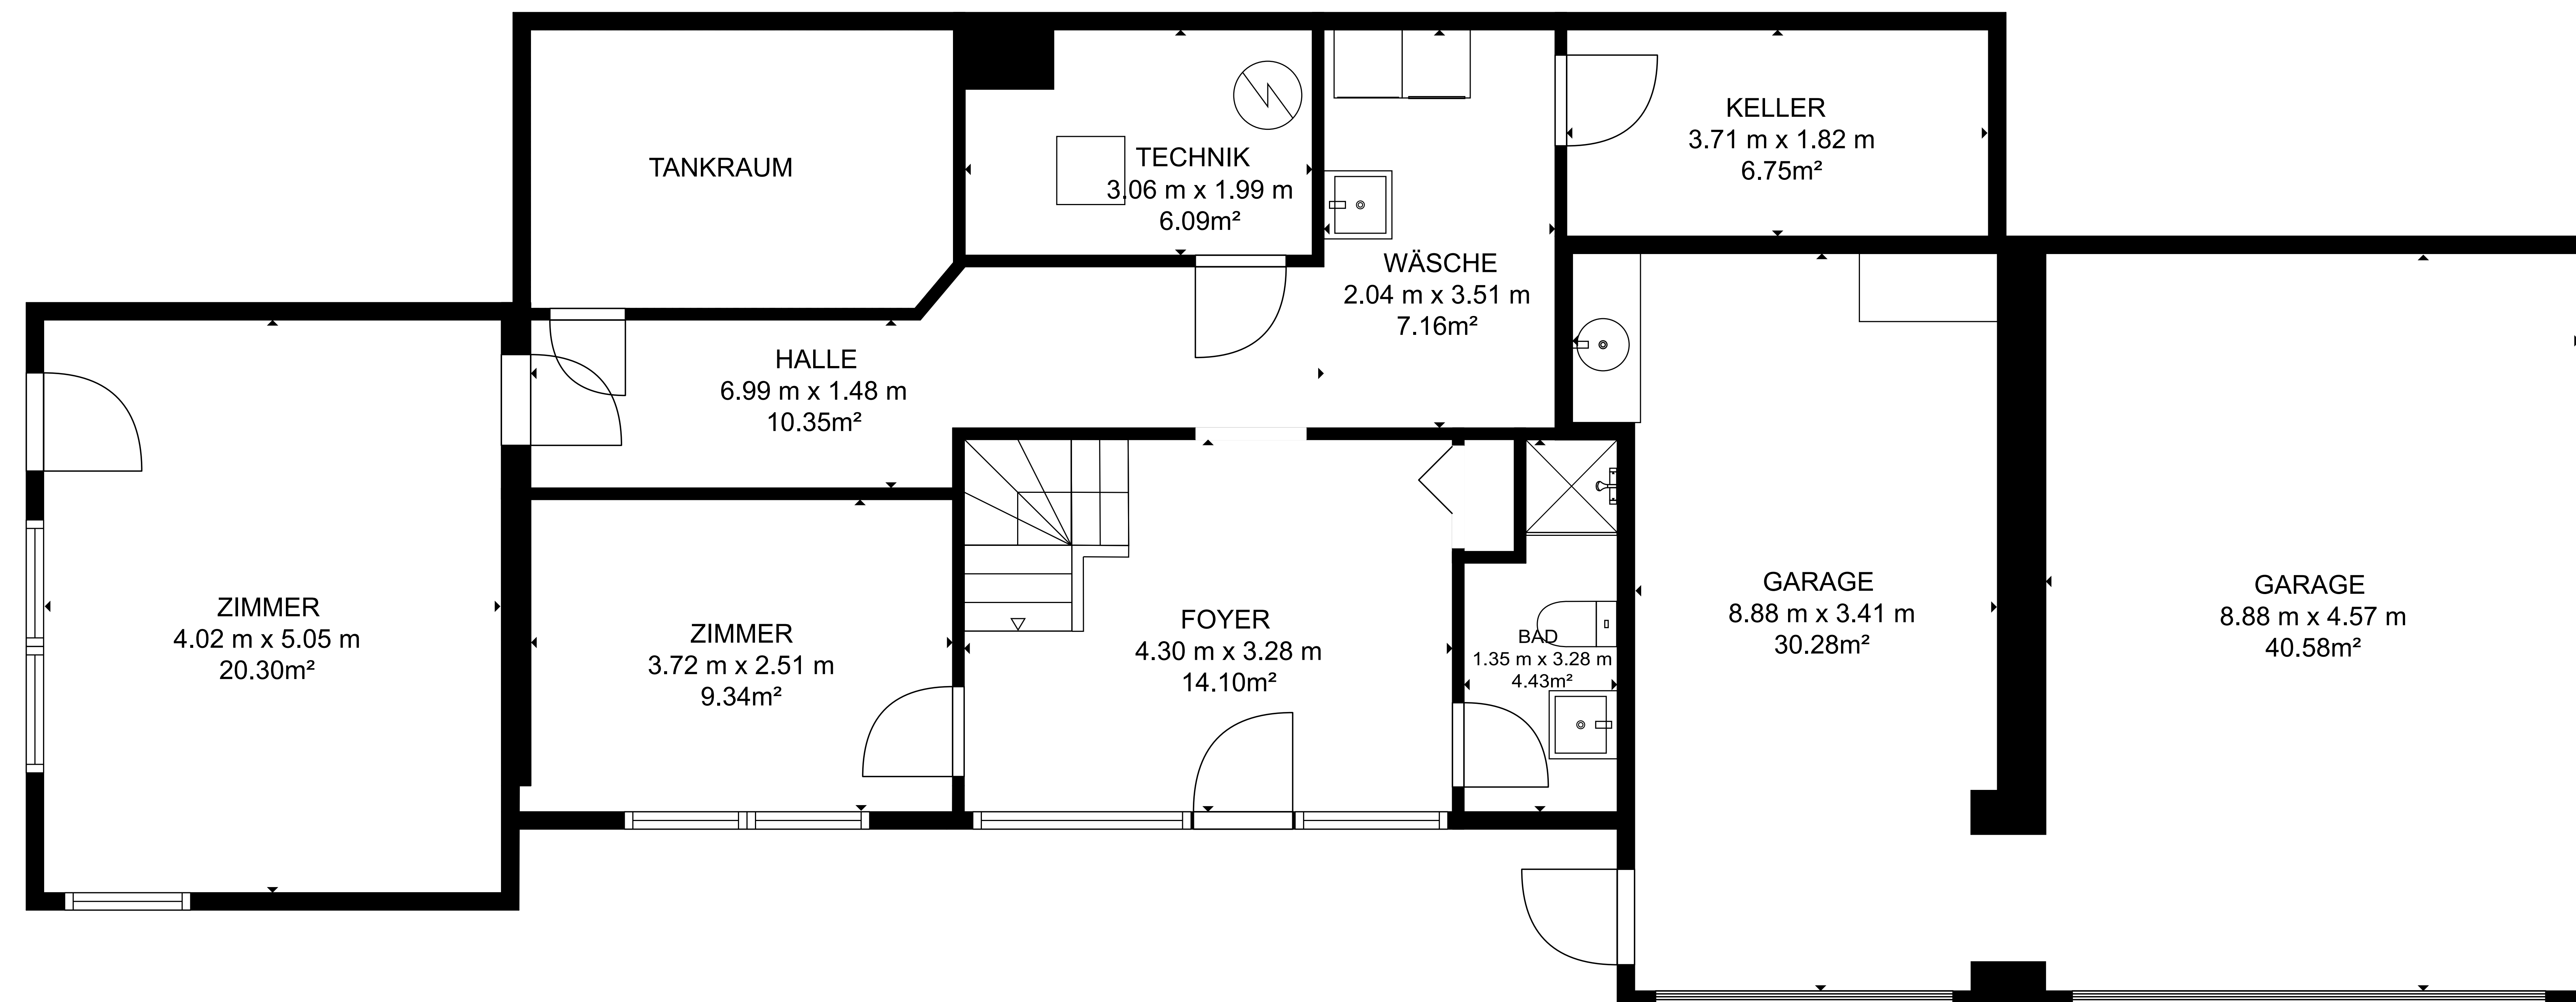 TANKRAUM
TECHNIK
3.06 m x 1.99 m
6.09m²
KELLER
3.71 m x 1.82 m
6.75m²
WÄSCHE
2.04 m x 3.51 m
7.16m²
HALLE
6.99 m x 1.48 m
10.35m²
ZIMMER
4.02 m x 5.05 m
20.30m²
ZIMMER
3.72 m x 2.51 m
9.34m²
FOYER
4.30 m x 3.28 m
14.10m²
BAD
1.35 m x 3.28 m
4.43m²
GARAGE
8.88 m x 3.41 m
30.28m²
GARAGE
8.88 m x 4.57 m
40.58m²